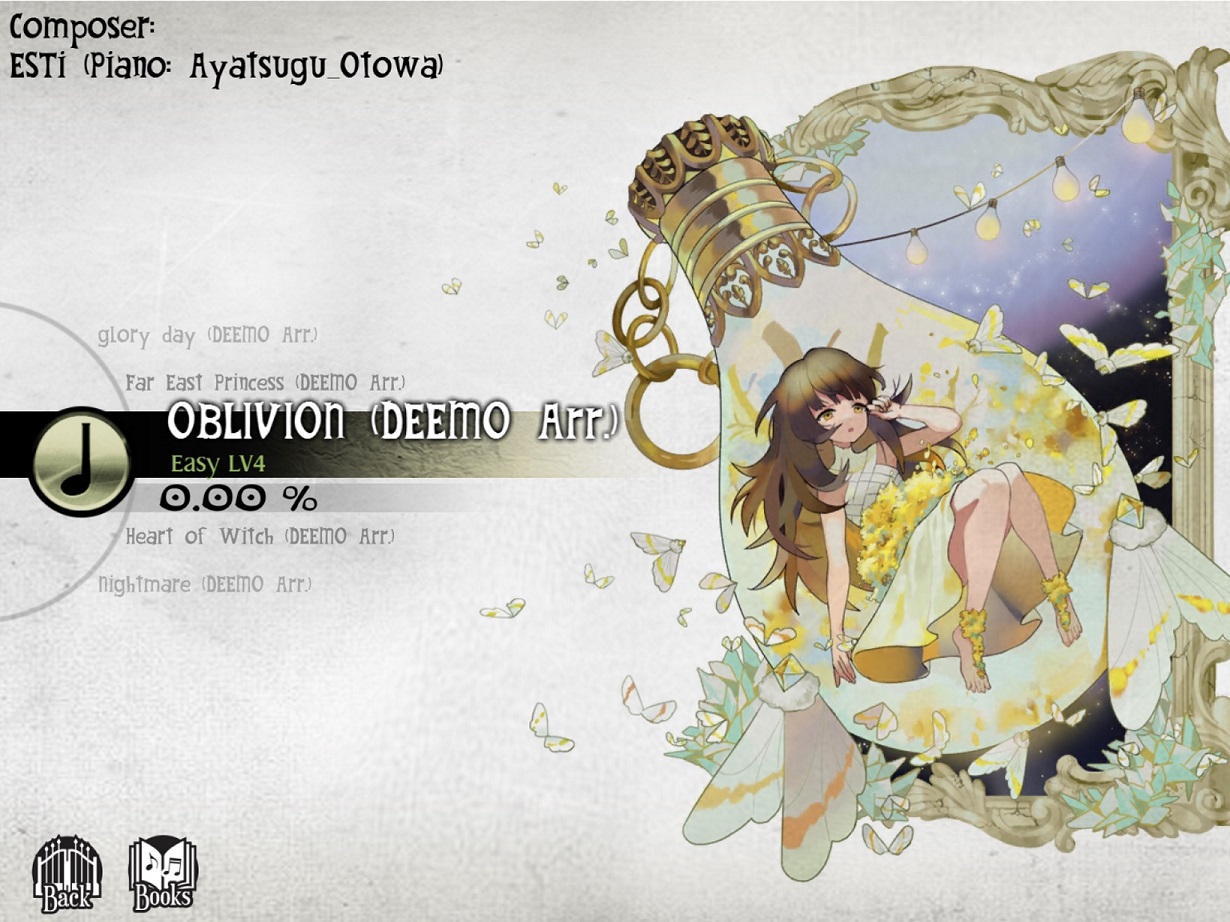 Composer:
ESTi (Piano: Ayatsugu_Otowa)
glory day (DEEMO Arr.)
Far East Princess (DEEMO Arr.)
OBLIVION (DEEMO Arr.)
Easy LV4
0.00 %
Heart of Witch (DEEMO Arr.)
Nightmare (DEEMO Arr.)
Back
Books